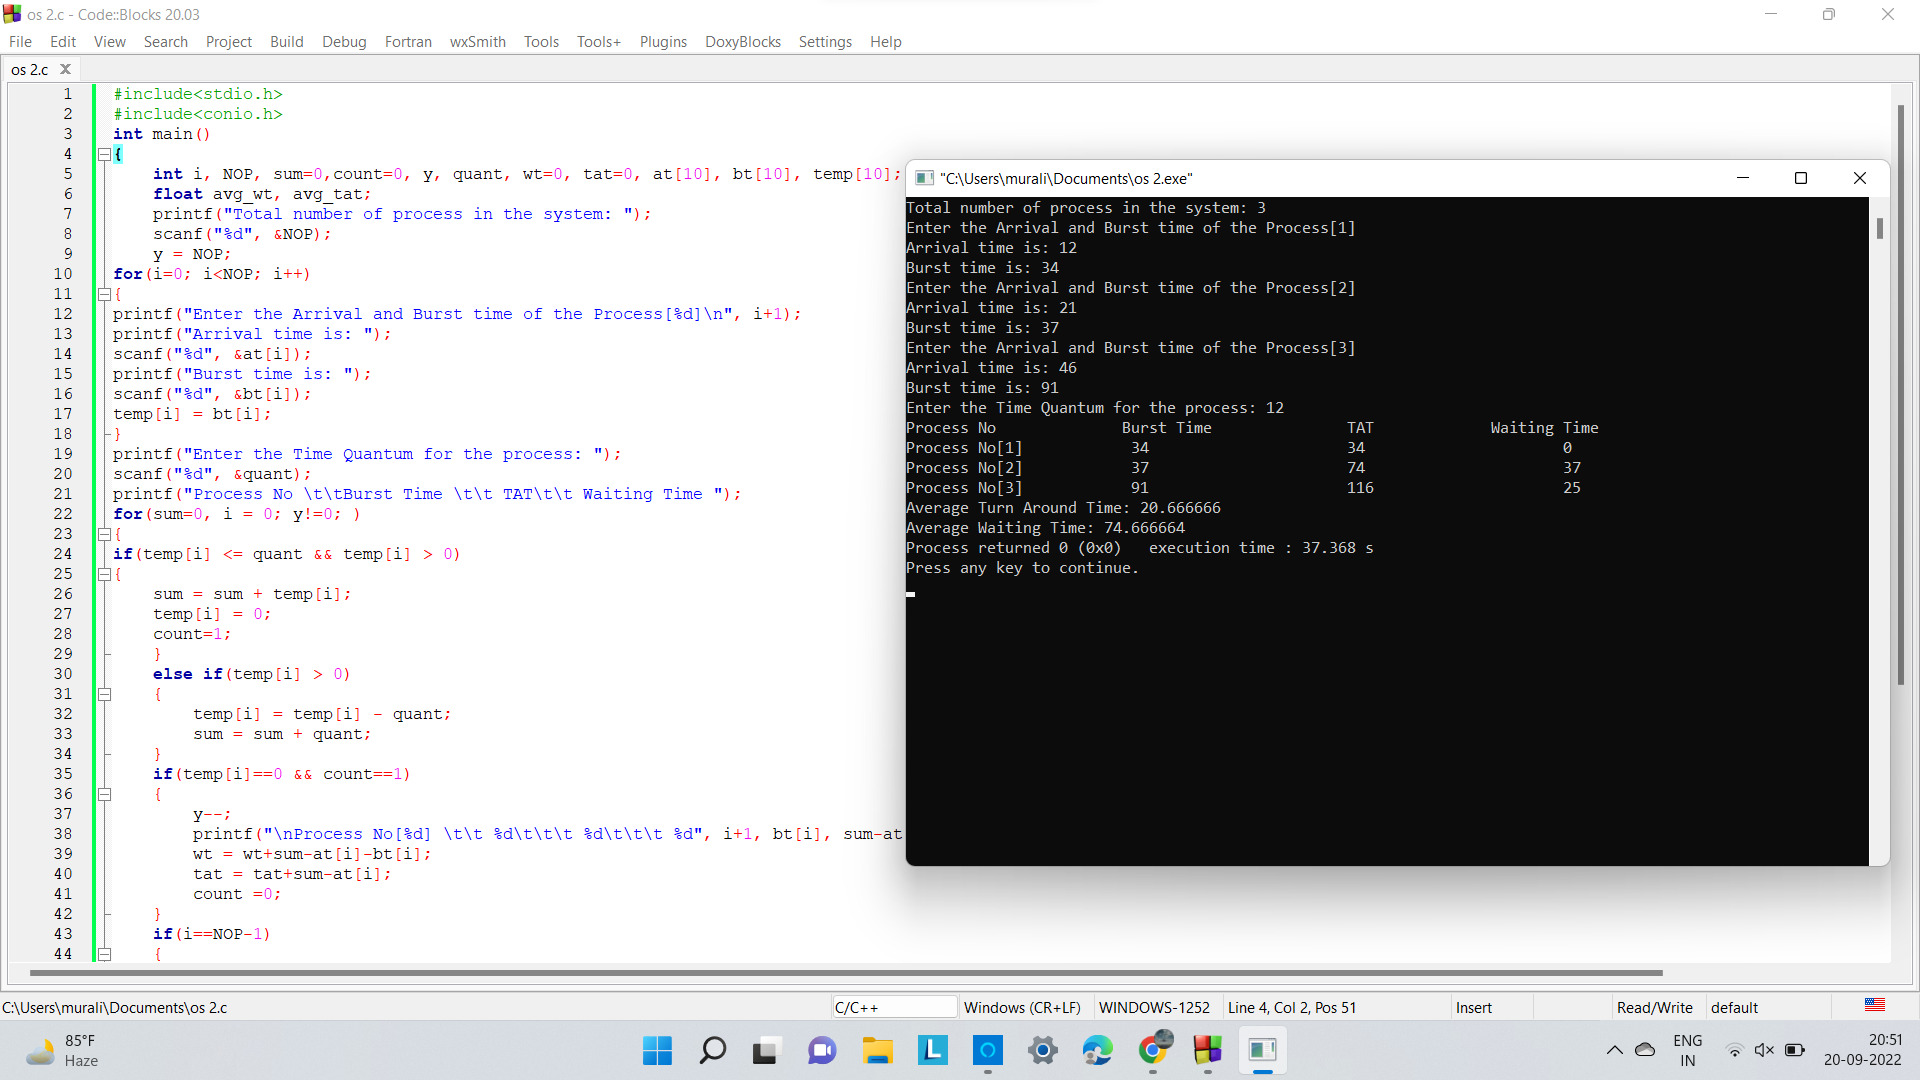 os 2.c - Code::Blocks 20.03
File Edit View Search Project Build Debug Fortran wxSmith Tools Tools+ Plugins DoxyBlocks Settings Help
os 2.c
1 #include<stdio.h>
2 #include<conio.h>
3 int main()
4 {
5 int i, NOP, sum=0,count=0, y, quant, wt=0, tat=0, at[10], bt[10], temp[10];
6 float avg_wt, avg_tat;
7 printf("Total number of process in the system: ");
8 scanf("%d", &NOP);
9 y = NOP;
10 for(i=0; i<NOP; i++)
11 {
12 printf("Enter the Arrival and Burst time of the Process[%d]\n", i+1);
13 printf("Arrival time is: ");
14 scanf("%d", &at[i]);
15 printf("Burst time is: ");
16 scanf("%d", &bt[i]);
17 temp[i] = bt[i];
18 }
19 printf("Enter the Time Quantum for the process: ");
20 scanf("%d", &quant);
21 printf("Process No \t\tBurst Time \t\t TAT\t\t Waiting Time ");
22 for(sum=0, i = 0; y!=0; )
23 {
24 if(temp[i] <= quant && temp[i] > 0)
25 {
26 sum = sum + temp[i];
27 temp[i] = 0;
28 count=1;
29 }
30 else if(temp[i] > 0)
31 {
32 temp[i] = temp[i] - quant;
33 sum = sum + quant;
34 }
35 if(temp[i]==0 && count==1)
36 {
37 y--;
38 printf("\nProcess No[%d] \t\t %d\t\t\t %d\t\t\t %d", i+1, bt[i], sum-at
39 wt = wt+sum-at[i]-bt[i];
40 tat = tat+sum-at[i];
41 count =0;
42 }
43 if(i==NOP-1)
44 {
"C:\Users\murali\Documents\os 2.exe"
Total number of process in the system: 3
Enter the Arrival and Burst time of the Process[1]
Arrival time is: 12
Burst time is: 34
Enter the Arrival and Burst time of the Process[2]
Arrival time is: 21
Burst time is: 37
Enter the Arrival and Burst time of the Process[3]
Arrival time is: 46
Burst time is: 91
Enter the Time Quantum for the process: 12
Process No Burst Time TAT Waiting Time
Process No[1] 34 34 0
Process No[2] 37 74 37
Process No[3] 91 116 25
Average Turn Around Time: 20.666666
Average Waiting Time: 74.666664
Process returned 0 (0x0) execution time : 37.368 s
Press any key to continue.
C:\Users\murali\Documents\os 2.c C/C++ Windows (CR+LF) WINDOWS-1252 Line 4, Col 2, Pos 51 Insert Read/Write default
85°F
Haze
L
ENG
IN
20:51
20-09-2022